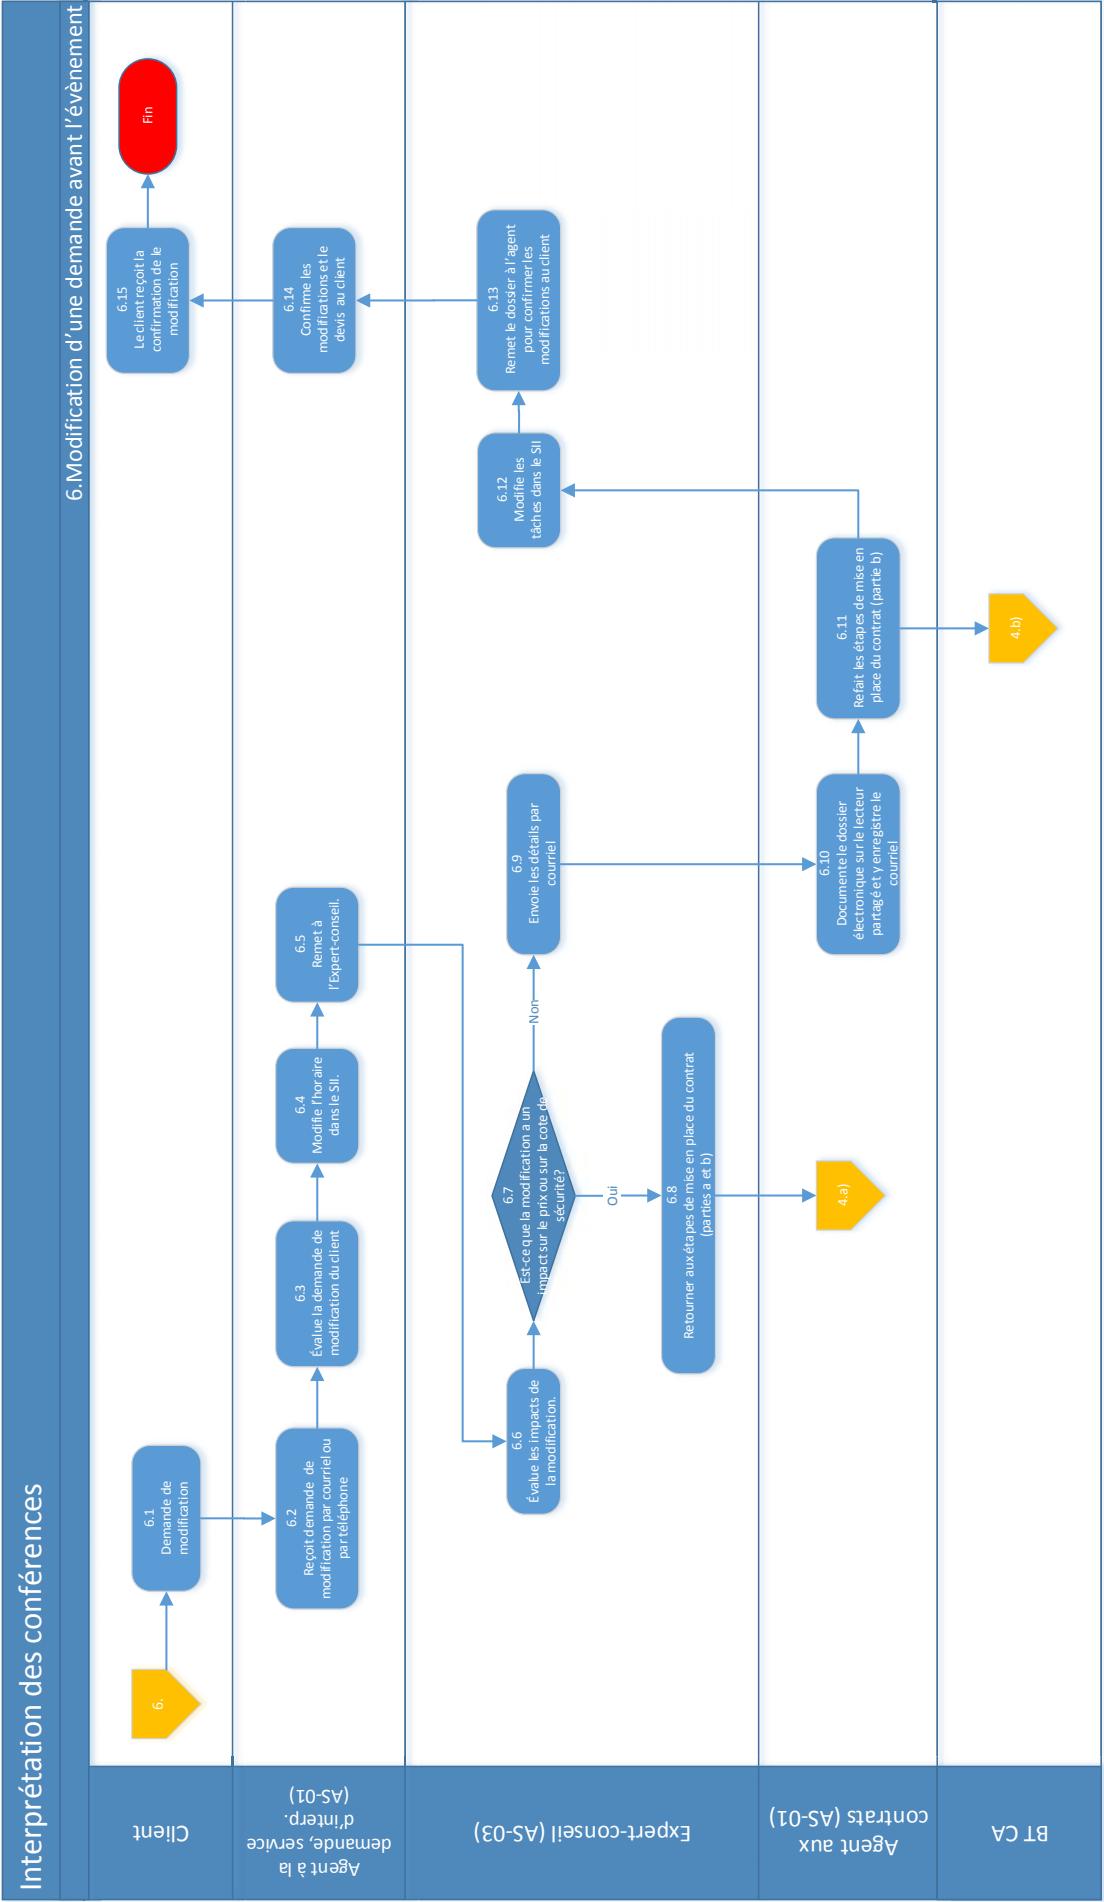 Interprétation des conférences
6.Modification d’une demande avant l’évènement
Client
6.
6.1
Demande de
modification
6.15
Le client reçoit la
confirmation de le
modification
Fin
Agent à la
demande, service
d’interp.
(AS-01)
6.2
Reçoit demande de
modification par courriel ou
par téléphone
6.3
Évalue la demande de
modification du client
6.4
Modifie l’horaire
dans le SII.
6.5
Remet à
l’Expert-conseil.
6.14
Confime les
modifications et le
devis au client
Expert-conseil (AS-03)
6.6
Évalue les impacts de
la modification.
6.7
Est-ce que la modification a un
impact sur le prix ou sur la cote de
sécurité?
Oui
Non
6.8
Retourner aux étapes de mise en place du contrat
(parties a et b)
6.9
Envoie les détails par
courriel
6.12
Modifie les
tâches dans le SII
6.13
Remet le dossier à l’agent
pour confirmer les
modifications au client
Agent aux
contrats (AS-01)
4.a)
6.10
Documente le dossier
électronique sur le lecteur
partagé et y enregistre le
courriel
6.11
Refait les étapes de mise en
place du contrat (partie b)
BT CA
4.b)